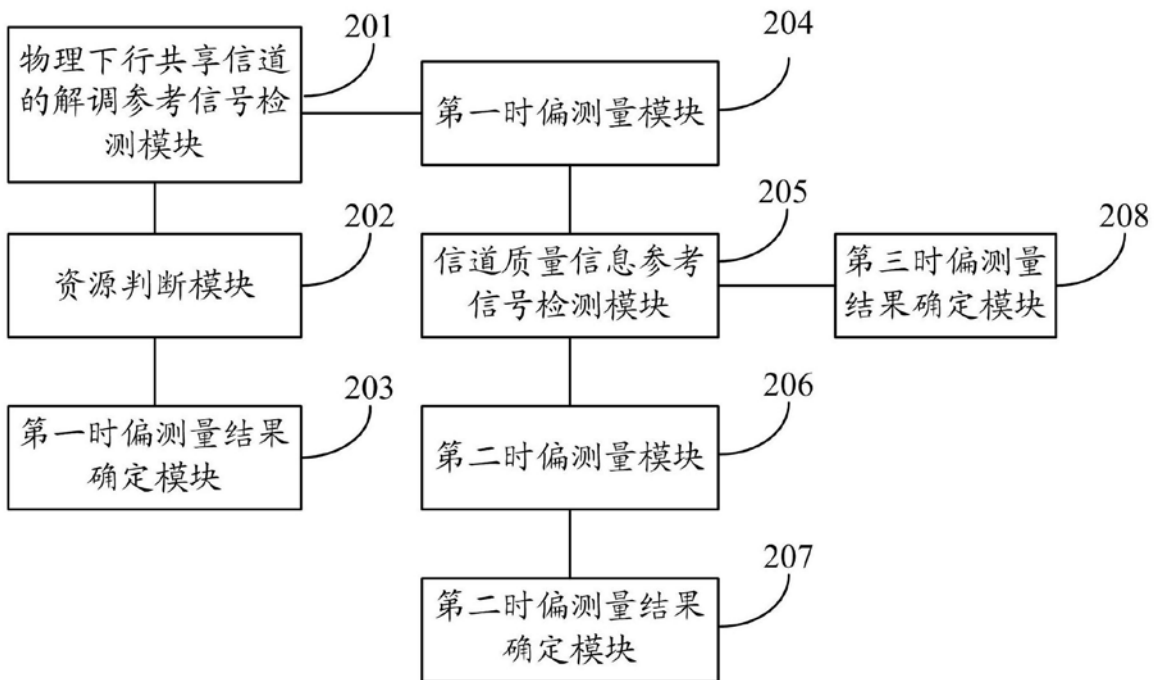 201
物理下行共享信道
的解调参考信号检
测模块
204
第一时偏测量模块
202
资源判断模块
205
信道质量信息参考
信号检测模块
208
第三时偏测量
结果确定模块
203
第一时偏测量结果
确定模块
206
第二时偏测量模块
207
第二时偏测量结果
确定模块